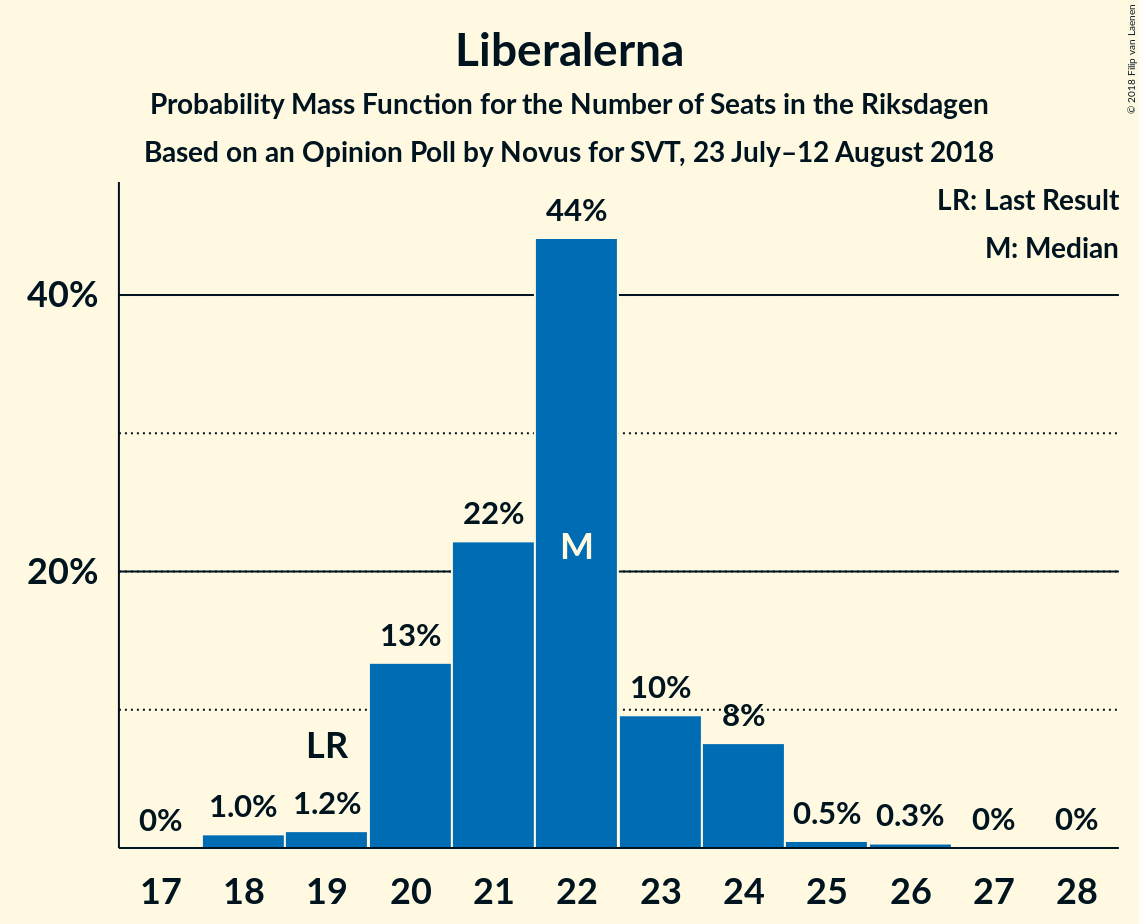 © 2018 Filip van Laenen
Liberalerna
Probability Mass Function for the Number of Seats in the Riksdagen
Based on an Opinion Poll by Novus for SVT, 23 July–12 August 2018
LR: Last Result
M: Median
40%
20%
0%
1.0%
1.2%
LR
13%
22%
44%
M
10%
8%
0.5%
0.3%
0%
0%
17 18 19 20 21 22 23 24 25 26 27 28